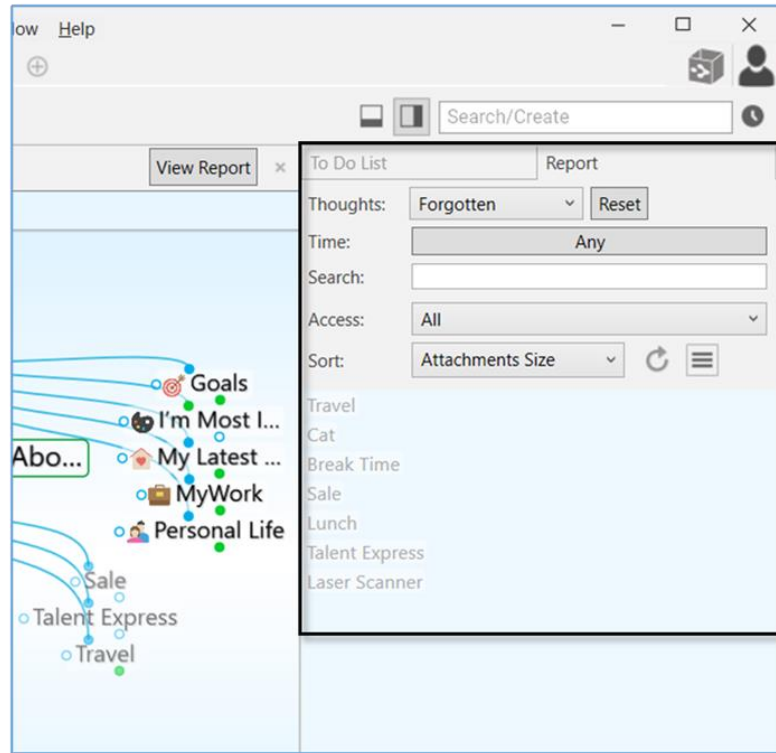 ow Help
Search/Create
View Report
To Do List Report
Thoughts: Forgotten Reset
Time: Any
Search:
Access: All
Sort: Attachments Size
Goals
I'm Most I...
Abo... My Latest ...
MyWork
Personal Life
Sale
Talent Express
Travel
Travel
Cat
Break Time
Sale
Lunch
Talent Express
Laser Scanner